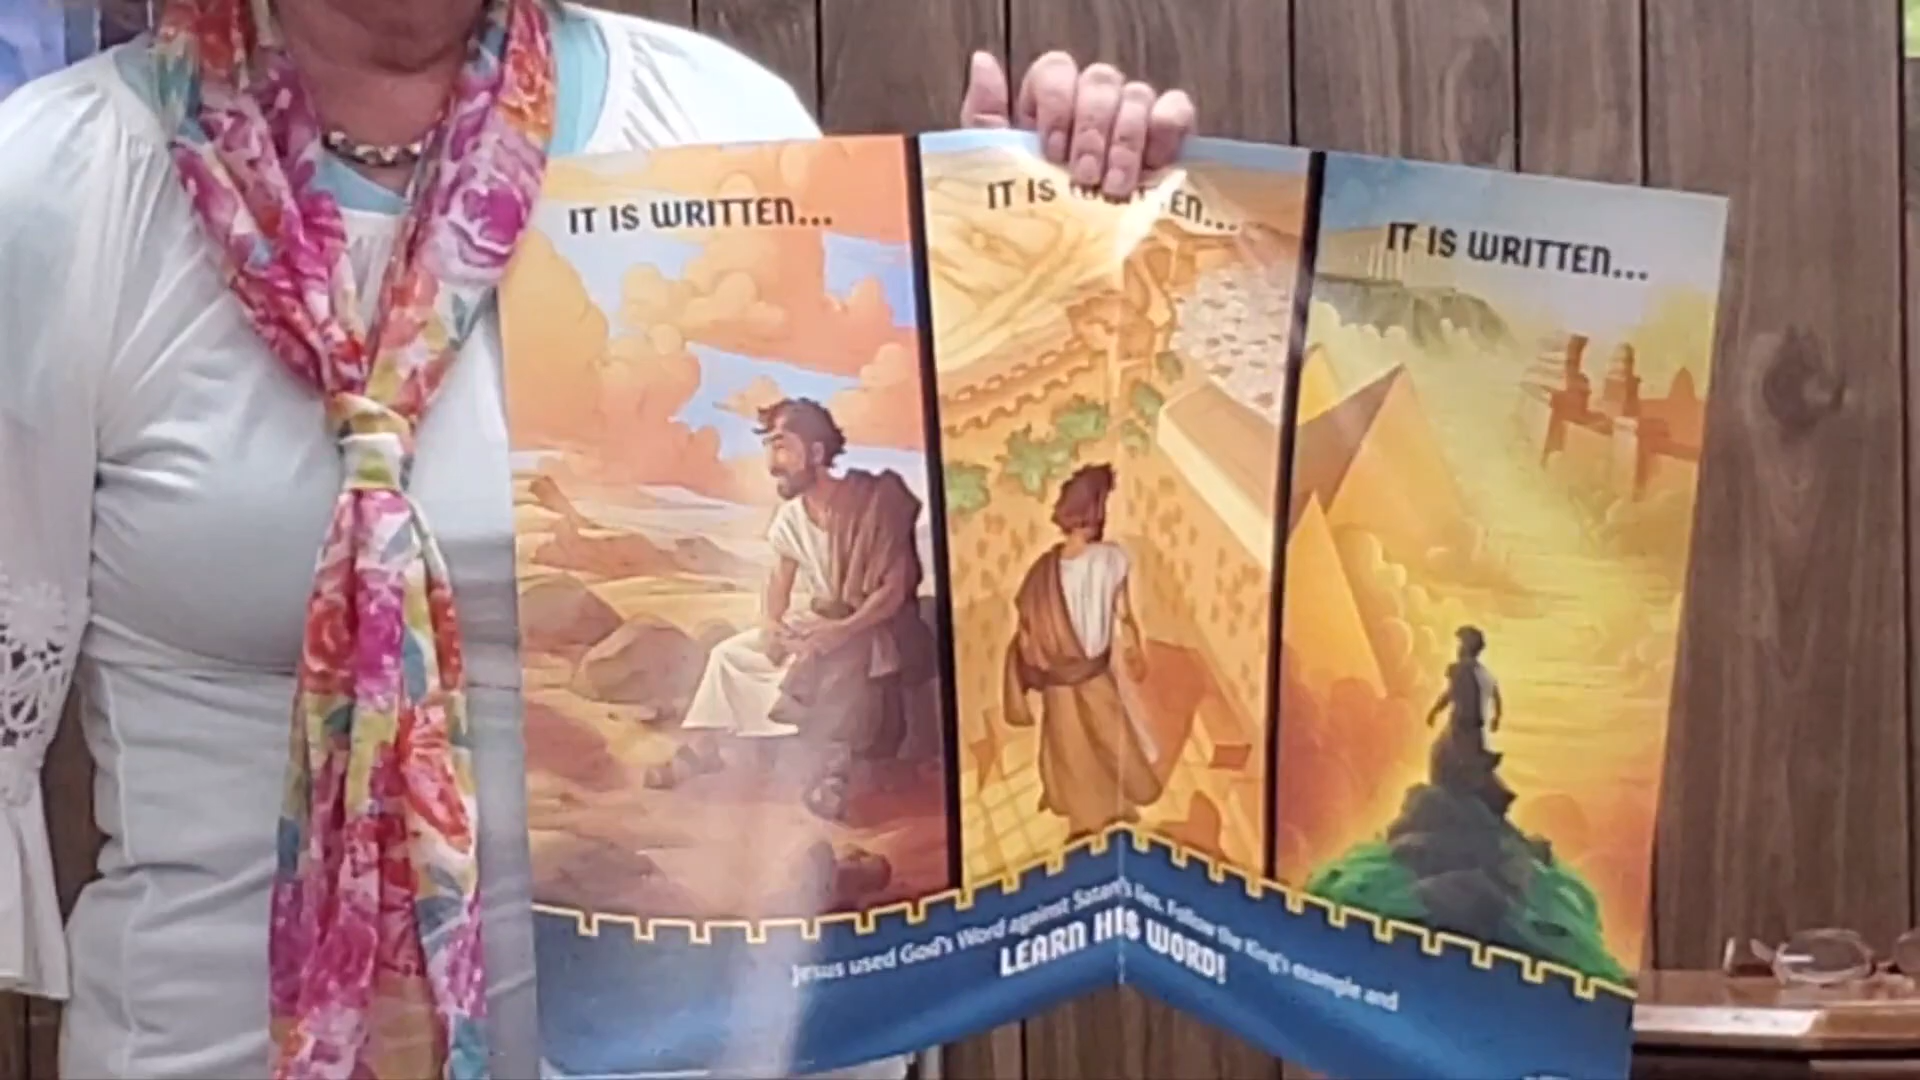 IT IS WRITTEN...
IT IS WRITTEN...
IT IS WRITTEN...
Jesus used God's Word against Satan's lies. Follow the King's example and
LEARN HIS WORD!